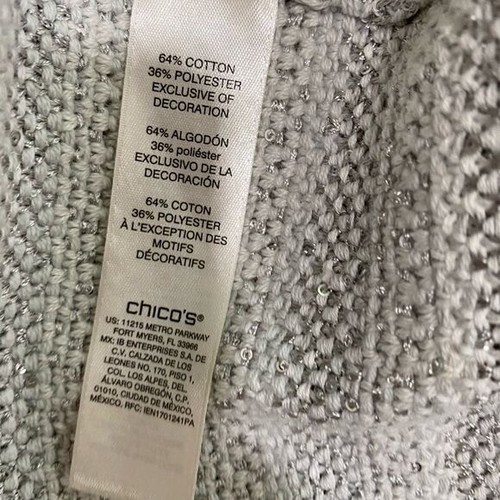 64% COTTON
36% POLYESTER
EXCLUSIVE OF
DECORATION
64% ALGODÓN
36% poliéster
EXCLUSIVO DE LA
DECORACIÓN
64% COTON
36% POLYESTER
À L'EXCEPTION DES
MOTIFS
DÉCORATIFS
chico's®
US: 11215 METRO PARKWAY
FORT MYERS, FL 33966
MX: IB ENTERPRISES S.A. DE
C.V. CALZADA DE LOS
LEONES NO. 170, PISO 1,
COL. LOS ALPES, DEL.
ÁLVARO OBREGÓN, C.P.
01010, CIUDAD DE MÉXICO,
MÉXICO. RFC: IEN1701241PA